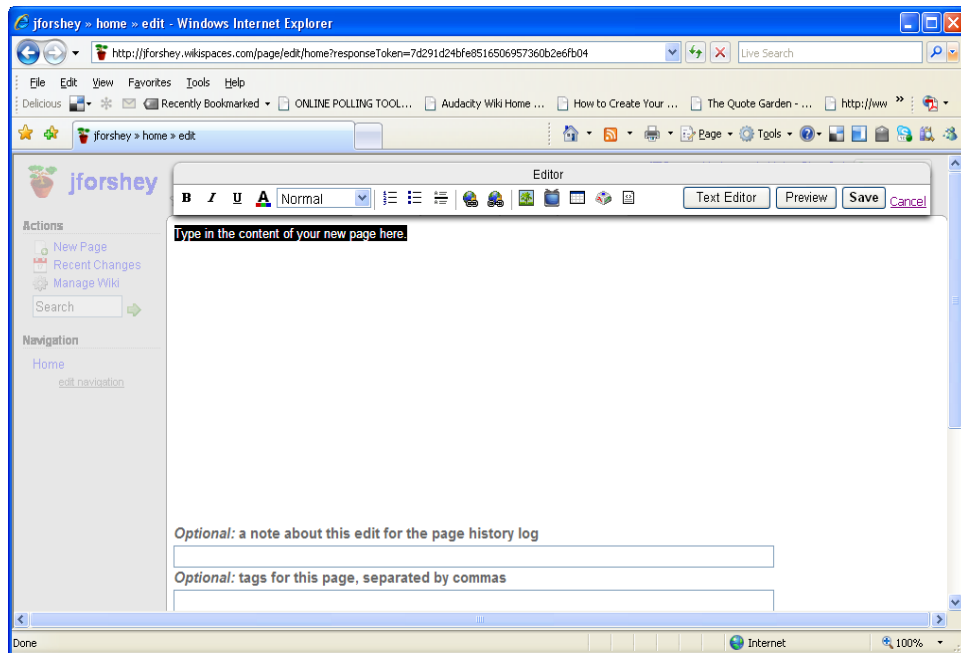 jforshey » home » edit - Windows Internet Explorer
http://jforshey.wikispaces.com/page/edit/home?responseToken=7d291d24bfe8516506957360b2e6fb04 Live Search
File Edit View Favorites Tools Help
Delicious Recently Bookmarked ONLINE POLLING TOOL... Audacity Wiki Home ... How to Create Your ... The Quote Garden - ... http://www »
jforshey » home » edit Page Tools
jforshey
Editor
B I U A Normal Text Editor Preview Save Cancel
Actions
New Page
Recent Changes
Manage Wiki
Search
Navigation
Home
edit navigation
Type in the content of your new page here.
Optional: a note about this edit for the page history log
Optional: tags for this page, separated by commas
Done Internet 100%